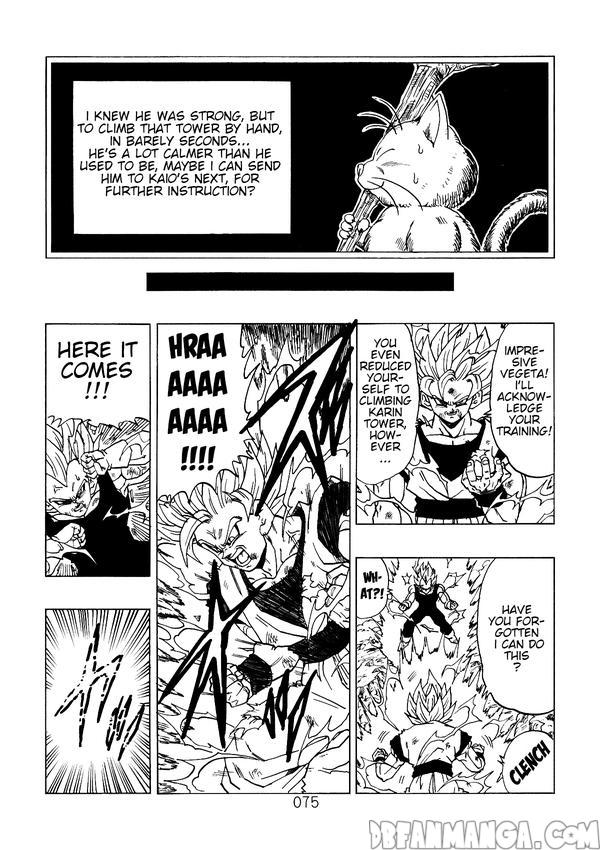 I KNEW HE WAS STRONG, BUT
TO CLIMB THAT TOWER BY HAND,
IN BARELY SECONDS...
HE'S A LOT CALMER THAN HE
USED TO BE, MAYBE I CAN SEND
HIM TO KAIO'S NEXT, FOR
FURTHER INSTRUCTION?
IMPRE-
SIVE
VEGETA!
I'LL
ACKNOW-
LEDGE
YOUR
TRAINING!
YOU
EVEN
REDUCED
YOUR-
SELF TO
CLIMBING
KARIN
TOWER,
HOW-
EVER
...
HAVE
YOU FOR-
GOTTEN
I CAN
DO THIS
?
WH-
AT?!
CLENCH
HRAA
AAAA
AAAA
!!!!
HERE IT
COMES
!!!
075
DBFANMANGA.COM